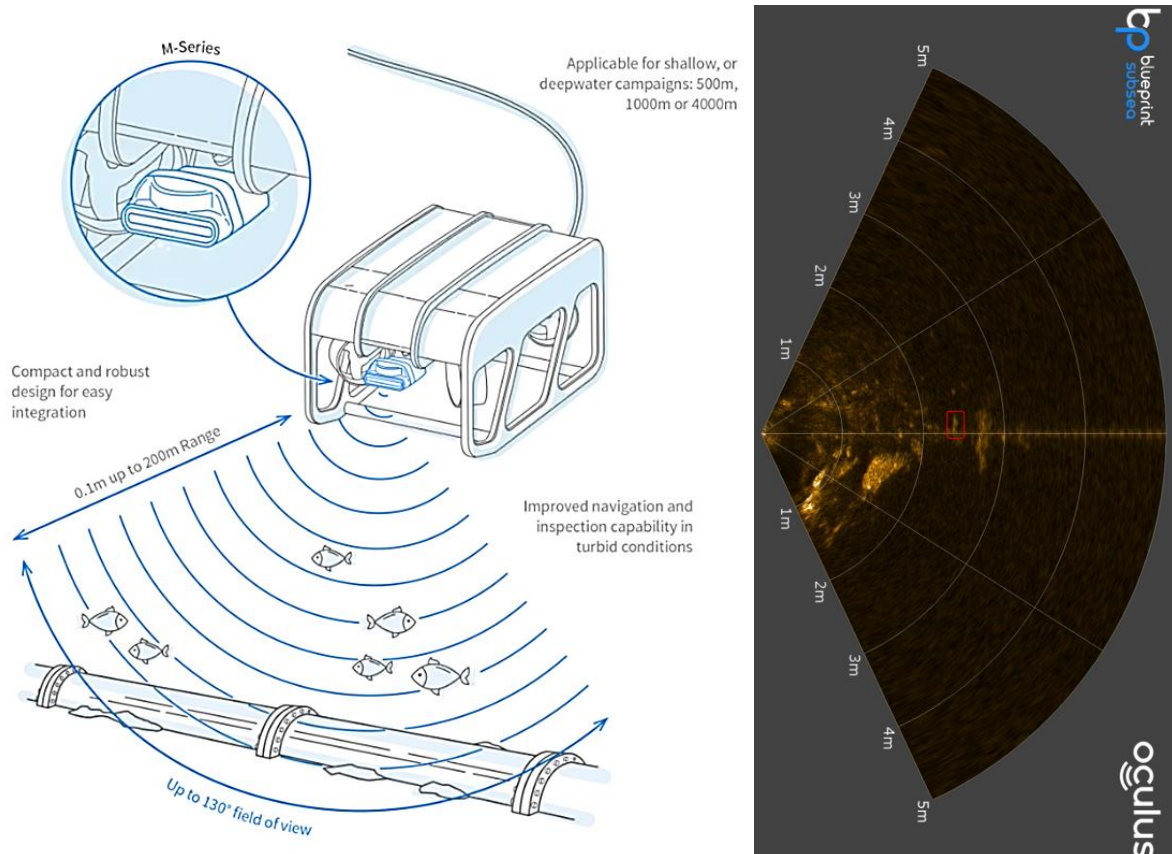 M-Series
Applicable for shallow, or
deepwater campaigns: 500m,
1000m or 4000m
Compact and robust
design for easy
integration
0.1m up to 200m Range
Improved navigation and
inspection capability in
turbid conditions
Up to 130° field of view
bp blueprint
subsea
5m
4m
3m
2m
1m
1m
2m
3m
4m
5m
oculus